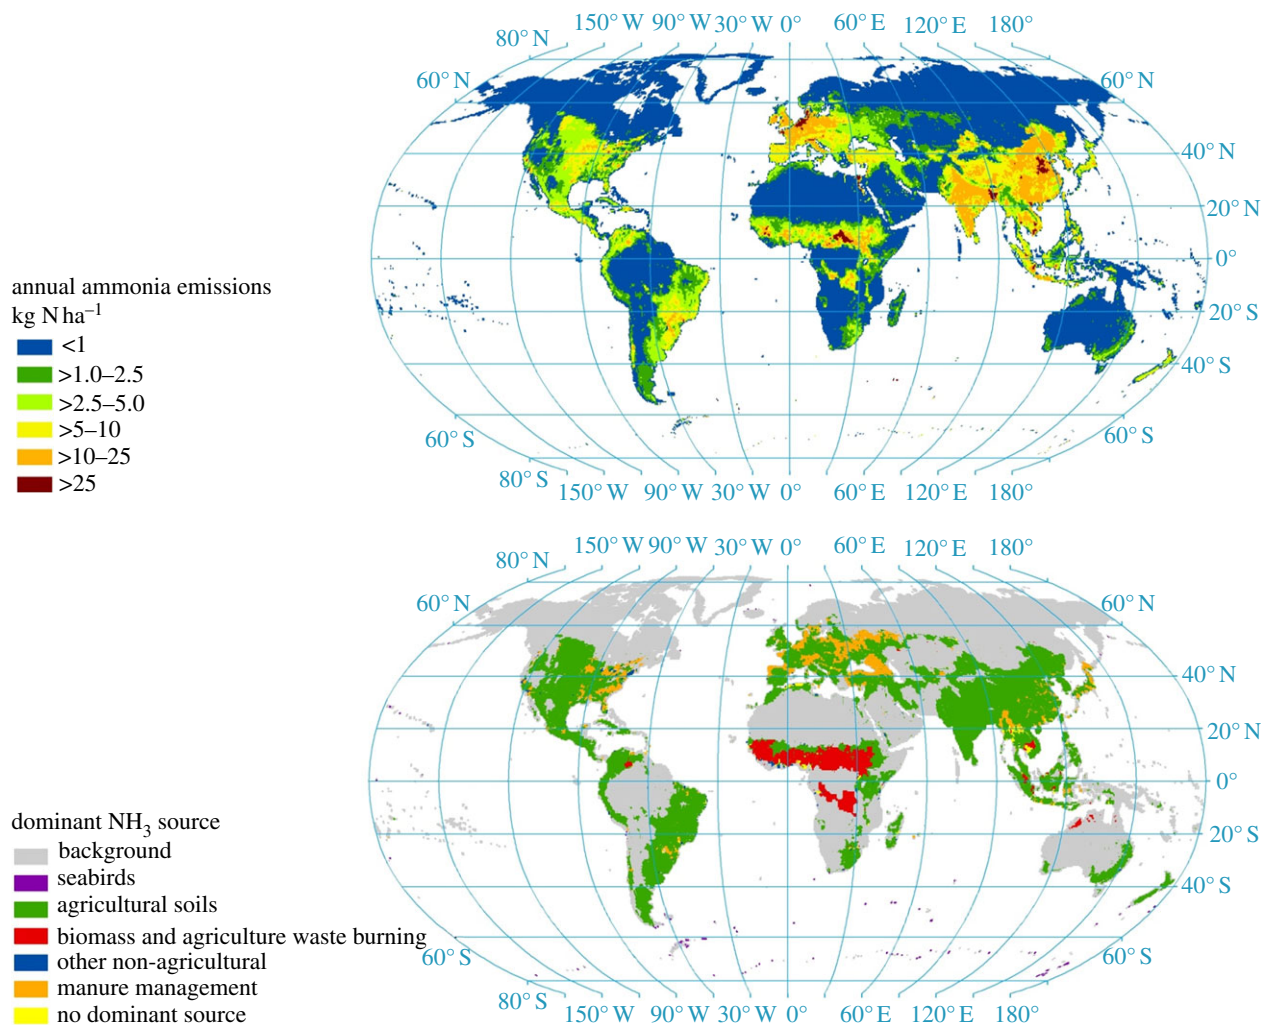 150° W 90° W 30° W 0° 60° E 120° E 180°
80° N
60° N 60° N
40° N
20° N
0°
20° S
40° S
60° S 60° S
80° S
150° W 90° W 30° W 0° 60° E 120° E 180°
annual ammonia emissions
kg N ha⁻¹
<1
>1.0–2.5
>2.5–5.0
>5–10
>10–25
>25
150° W 90° W 30° W 0° 60° E 120° E 180°
80° N
60° N 60° N
40° N
20° N
0°
20° S
40° S
60° S 60° S
80° S
150° W 90° W 30° W 0° 60° E 120° E 180°
dominant NH₃ source
background
seabirds
agricultural soils
biomass and agriculture waste burning
other non-agricultural
manure management
no dominant source